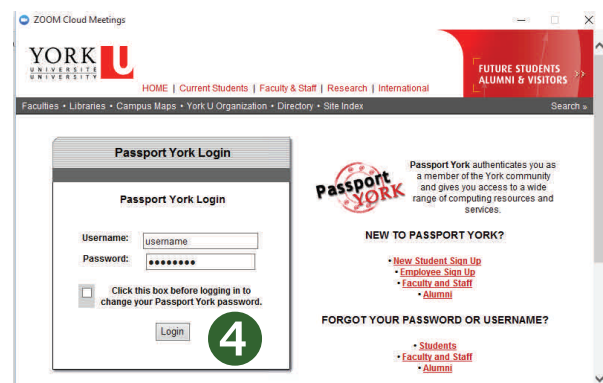 ZOOM Cloud Meetings
YORK U
UNIVERSITÉ
UNIVERSITY
FUTURE STUDENTS
ALUMNI & VISITORS >>
HOME | Current Students | Faculty & Staff | Research | International
Faculties • Libraries • Campus Maps • York U Organization • Directory • Site Index
Search »
Passport York Login
Passport York Login
Username: username
Password: ••••••••
Click this box before logging in to
change your Passport York password.
Login
4
Passport
YORK
Passport York authenticates you as
a member of the York community
and gives you access to a wide
range of computing resources and
services.
NEW TO PASSPORT YORK?
• New Student Sign Up
• Employee Sign Up
• Faculty and Staff
• Alumni
FORGOT YOUR PASSWORD OR USERNAME?
• Students
• Faculty and Staff
• Alumni